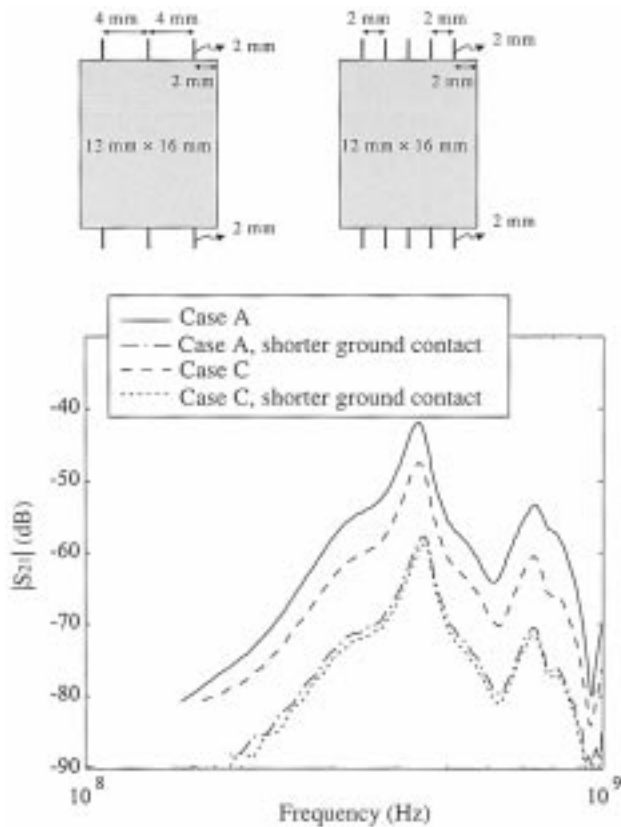 4 mm 4 mm
2 mm
2 mm
12 mm × 16 mm
2 mm
2 mm 2 mm
2 mm
2 mm
12 mm × 16 mm
2 mm
Case A
Case A, shorter ground contact
Case C
Case C, shorter ground contact
|S21| (dB)
-40
-50
-60
-70
-80
-90
10^8
10^9
Frequency (Hz)